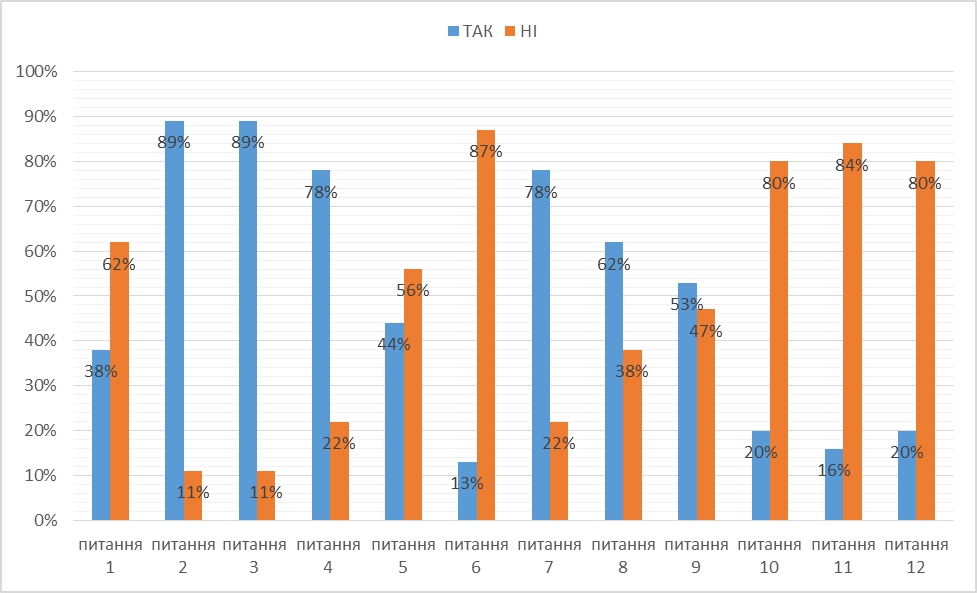 ТАК НІ
100%
90%
80%
70%
60%
50%
40%
30%
20%
10%
0%
38% 62%
89% 11%
89% 11%
78% 22%
44% 56%
13% 87%
78% 22%
62% 38%
53% 47%
20% 80%
16% 84%
20% 80%
питання 1
питання 2
питання 3
питання 4
питання 5
питання 6
питання 7
питання 8
питання 9
питання 10
питання 11
питання 12